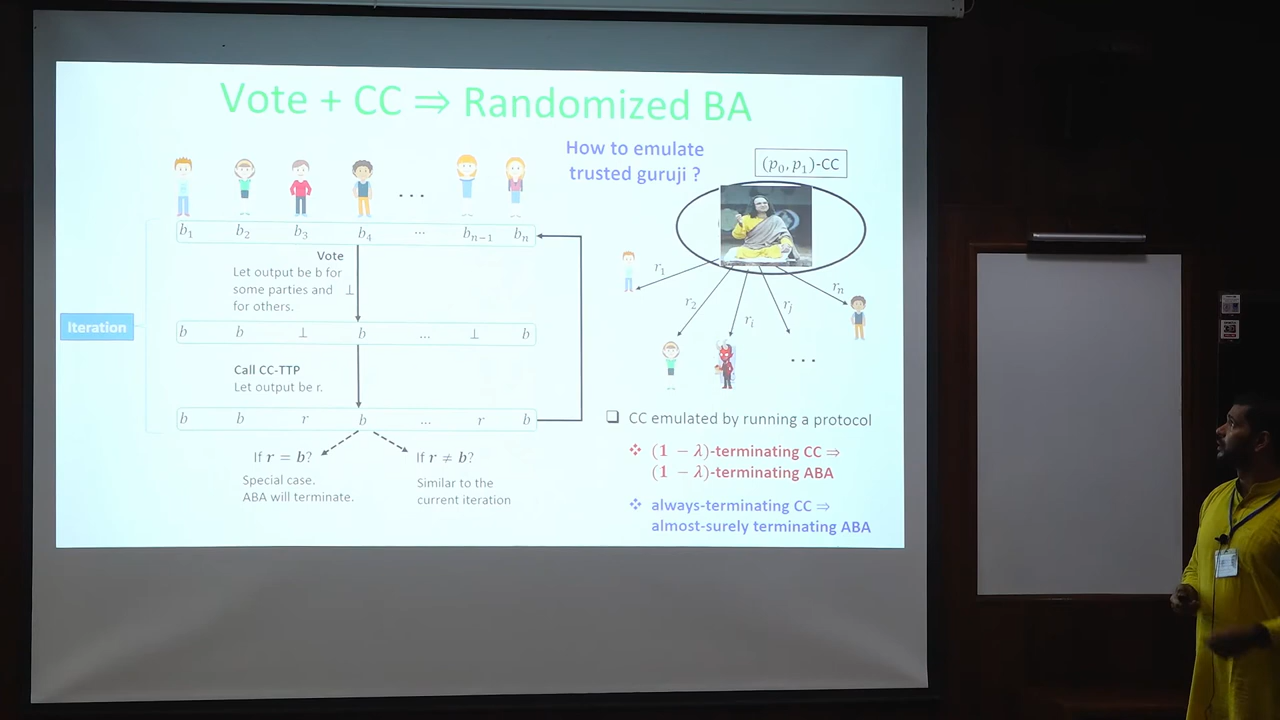 Vote + CC ⇒ Randomized BA
b₁ b₂ b₃ b₄ ... bₙ₋₁ bₙ
Vote
Let output be b for
some parties and ⊥
for others.
Iteration
b b ⊥ b ... ⊥ b
Call CC-TTP
Let output be r.
b b r b ... r b
If r = b?
Special case.
ABA will terminate.
If r ≠ b?
Similar to the
current iteration
How to emulate
trusted guruji ?
(p₀, p₁)-CC
r₁ r₂ rᵢ rⱼ rₙ
❑ CC emulated by running a protocol
❖ (1 − λ)-terminating CC ⇒
(1 − λ)-terminating ABA
❖ always-terminating CC ⇒
almost-surely terminating ABA